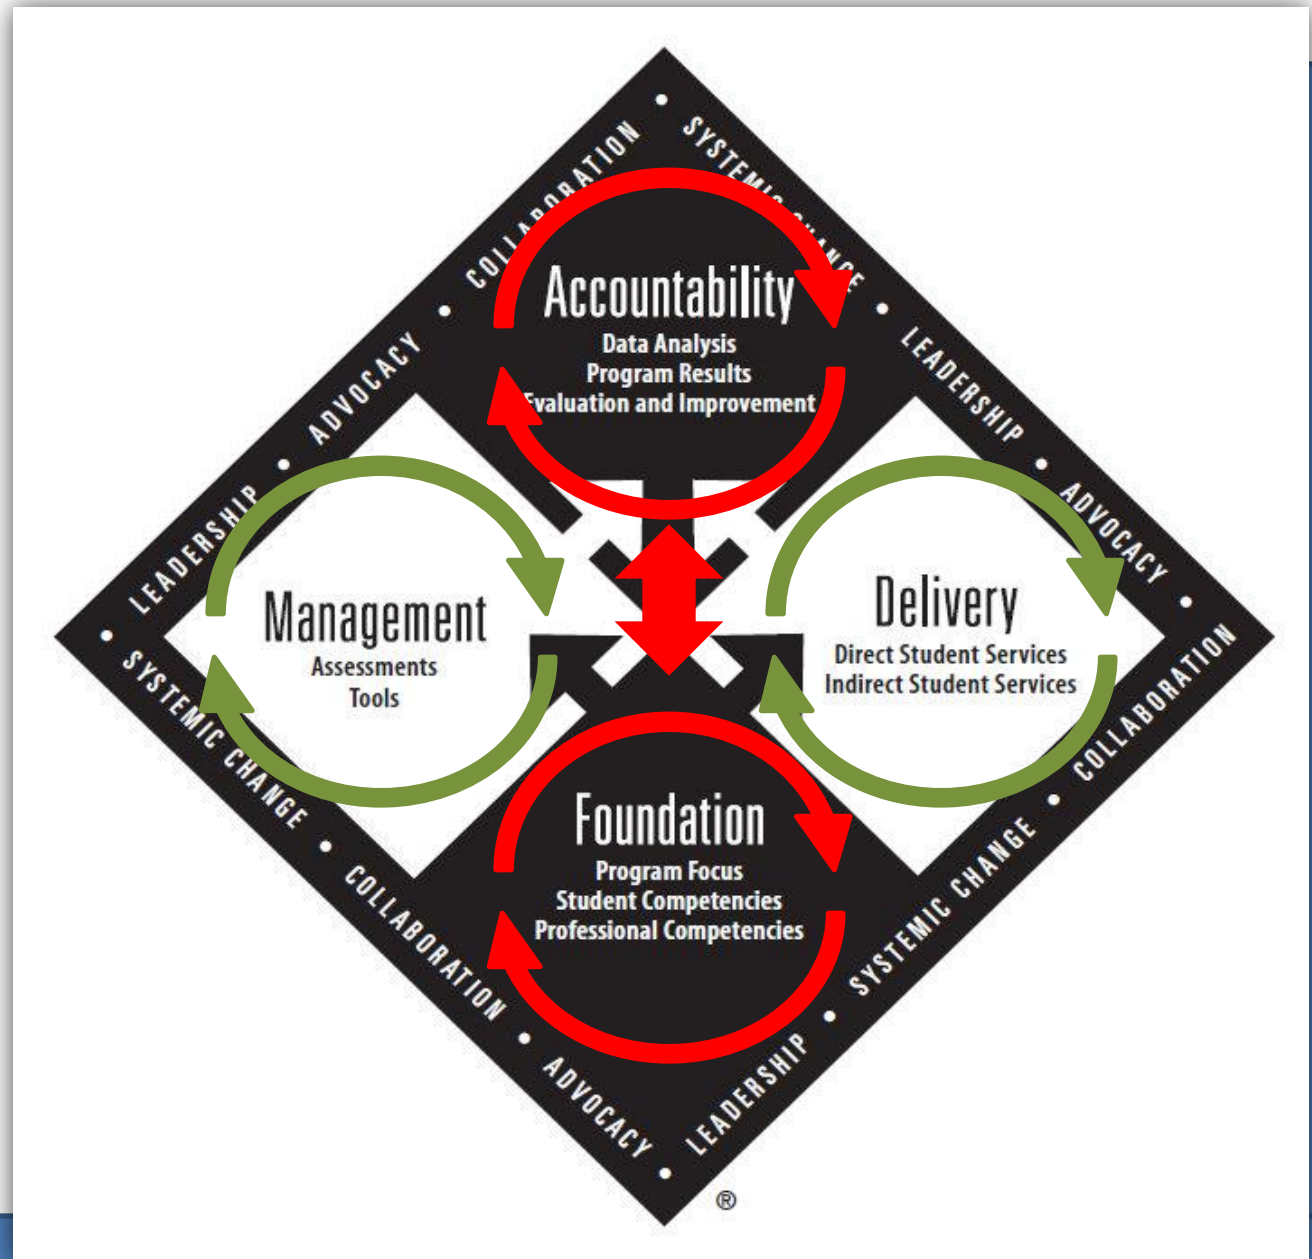 COLLABORATION • SYSTEMIC CHANGE
ADVOCACY • LEADERSHIP
LEADERSHIP • ADVOCACY
Accountability
Data Analysis
Program Results
Evaluation and Improvement
Management
Assessments
Tools
Delivery
Direct Student Services
Indirect Student Services
Foundation
Program Focus
Student Competencies
Professional Competencies
• SYSTEMIC CHANGE • COLLABORATION • ADVOCACY •
LEADERSHIP • SYSTEMIC CHANGE • COLLABORATION •
®